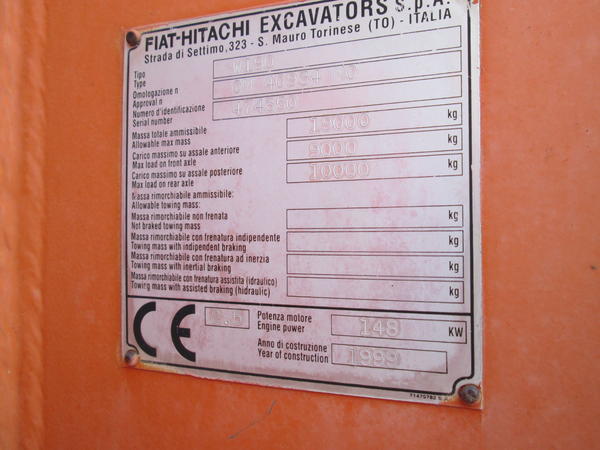 FIAT-HITACHI EXCAVATORS S.p.A.
Strada di Settimo, 323 - S. Mauro Torinese (TO) - ITALIA
Tipo
Type
W190
Omologazione n
Approval n
OM 46994 NC
Numero d'identificazione
Serial number
Massa totale ammissibile
Allowable max mass
19000 kg
Carico massimo su assale anteriore
Max load on front axle
9000 kg
Carico massimo su assale posteriore
Max load on rear axle
10000 kg
Massa rimorchiabile ammissibile:
Allowable towing mass:
Massa rimorchiabile non frenata
Not braked towing mass
kg
Massa rimorchiabile con frenatura indipendente
Towing mass with independent braking
kg
Massa rimorchiabile con frenatura ad inerzia
Towing mass with inertial braking
kg
Massa rimorchiabile con frenatura assistita (idraulico)
Towing mass with assisted braking (hidraulic)
kg
CE
Potenza motore
Engine power
148 KW
Anno di costruzione
Year of construction
1999